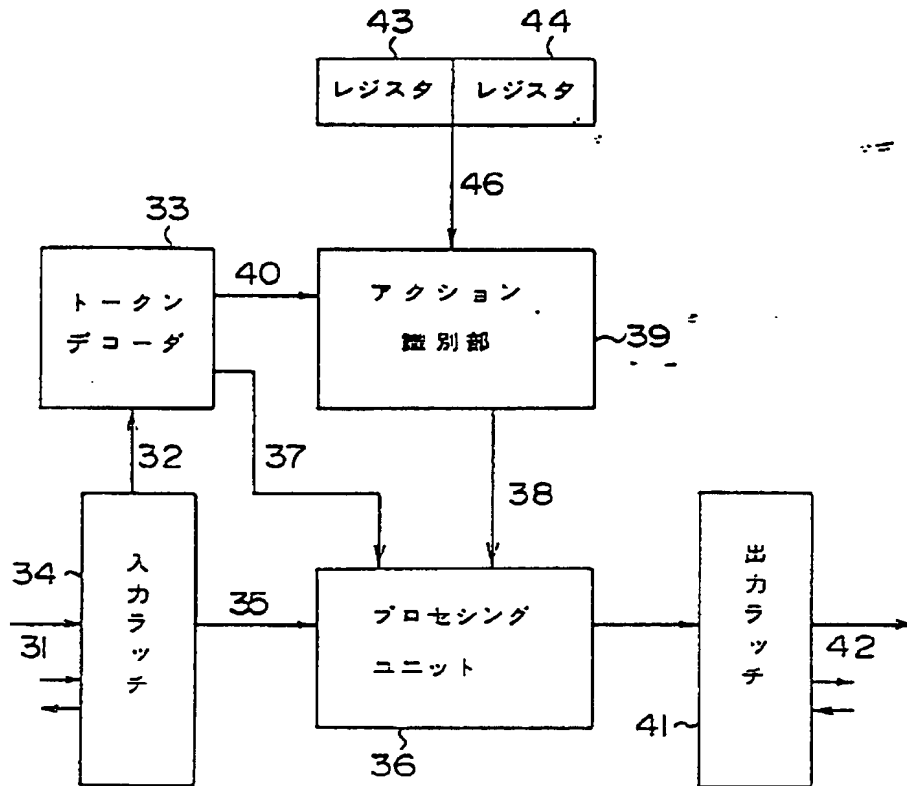 43
44
レジスタ
レジスタ
46
33
トークン
デコーダ
40
アクション
識別部
39
32
37
38
34
入力ラッチ
31
35
プロセシング
ユニット
36
出力ラッチ
42
41